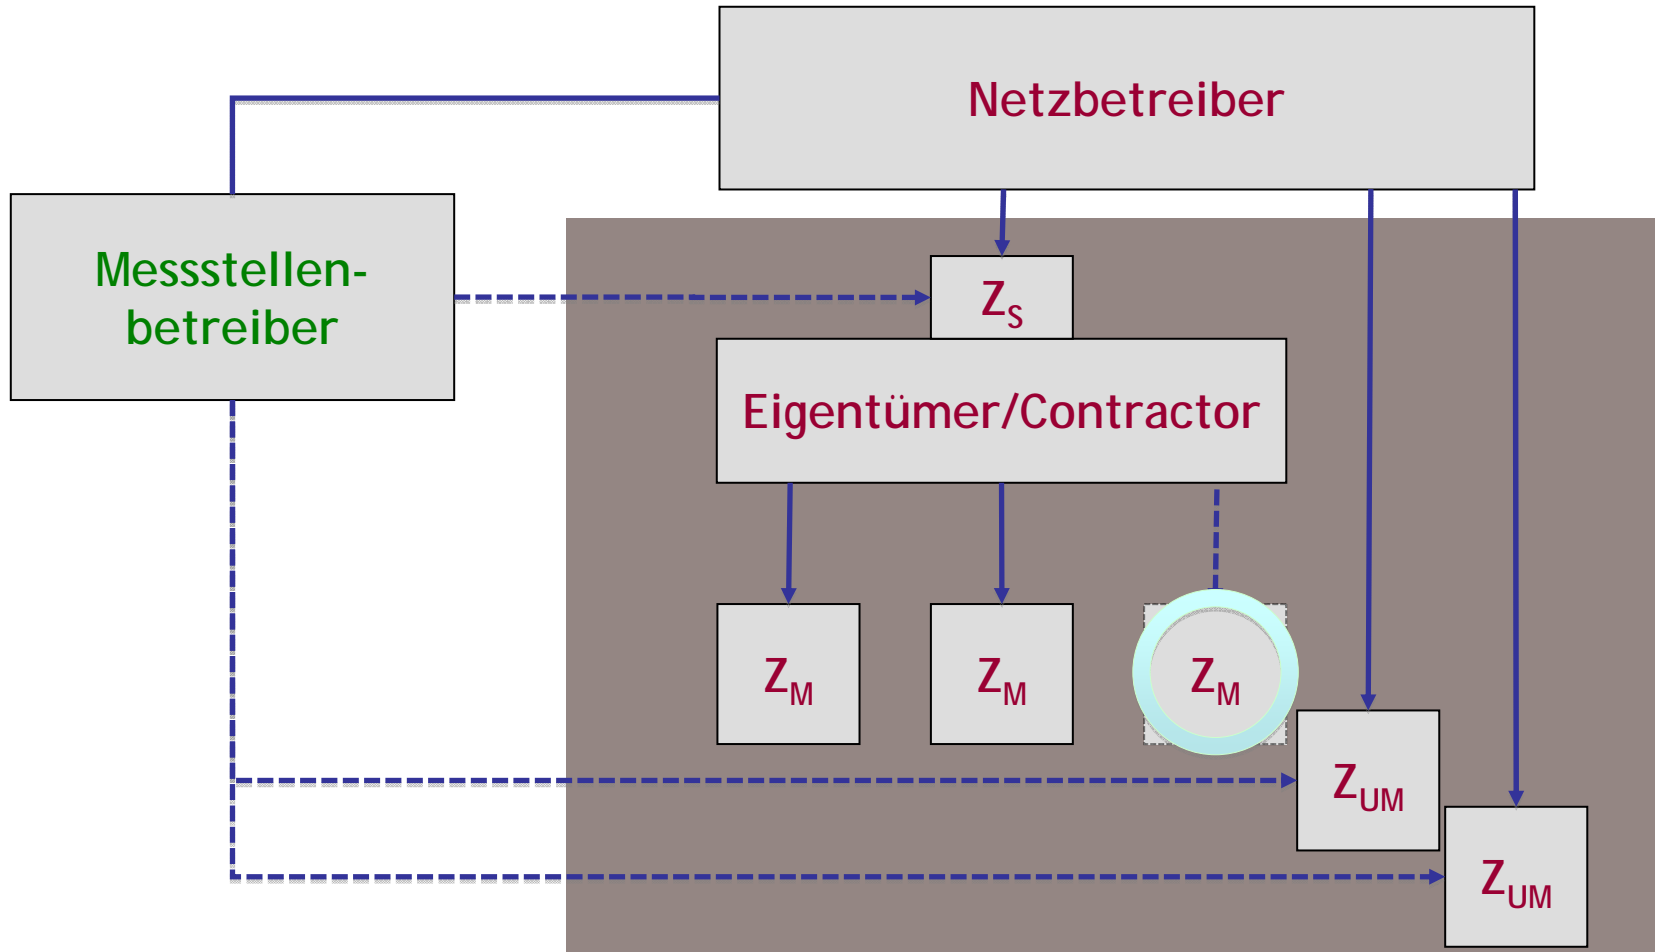 Netzbetreiber
Messstellen-
betreiber
ZS
Eigentümer/Contractor
ZM
ZM
ZM
ZUM
ZUM